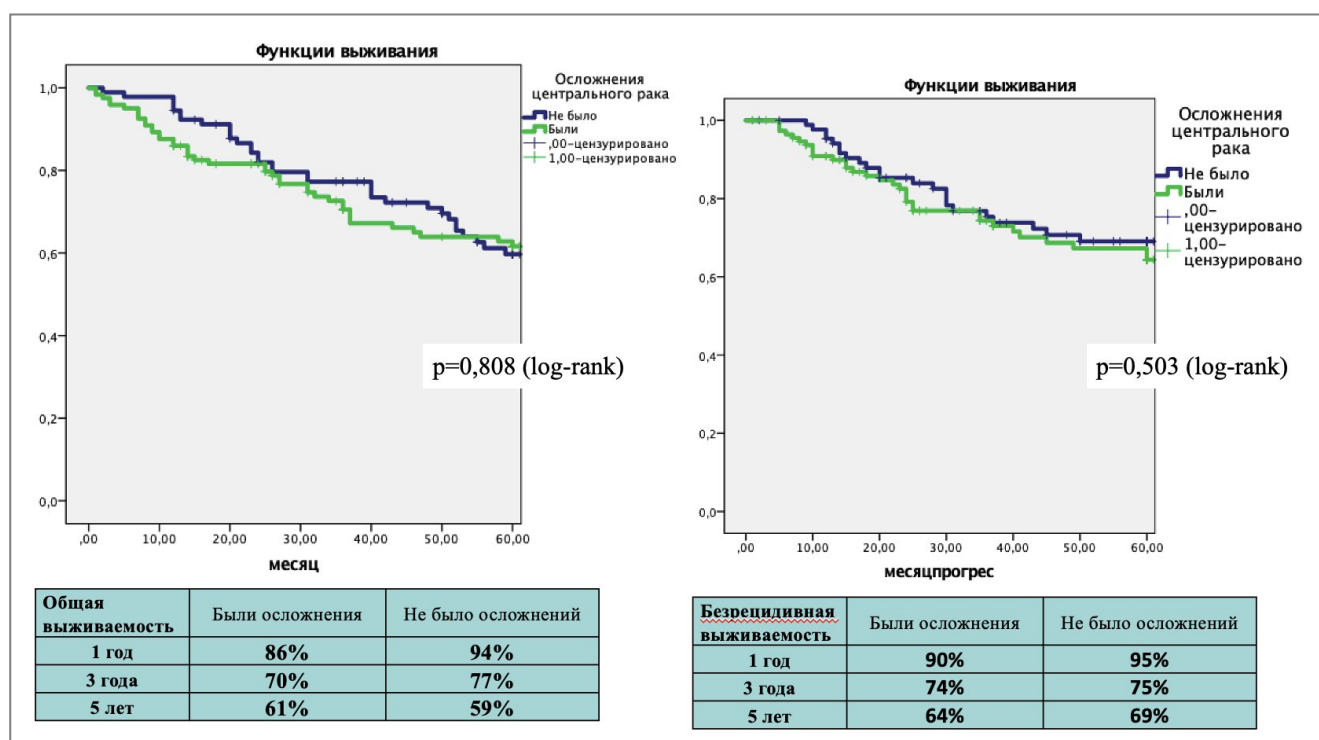 Функции выживания
1,0
0,8
0,6
0,4
0,2
0,0
,00 10,00 20,00 30,00 40,00 50,00 60,00
месяц
Осложнения
центрального рака
Не было
Были
,00-цензурировано
1,00-цензурировано
p=0,808 (log-rank)
Общая выживаемость Были осложнения Не было осложнений
1 год 86% 94%
3 года 70% 77%
5 лет 61% 59%
Функции выживания
1,0
0,8
0,6
0,4
0,2
0,0
,00 10,00 20,00 30,00 40,00 50,00 60,00
месяцпрогрес
Осложнения
центрального
рака
Не было
Были
,00-
цензурировано
1,00-
цензурировано
p=0,503 (log-rank)
Безрецидивная выживаемость Были осложнения Не было осложнений
1 год 90% 95%
3 года 74% 75%
5 лет 64% 69%